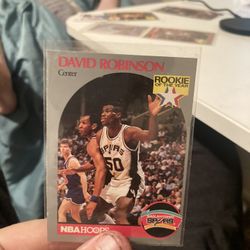 DAVID ROBINSON
Center
ROOKIE
OF THE YEAR
SPURS
50
NBA HOOPS
SPURS